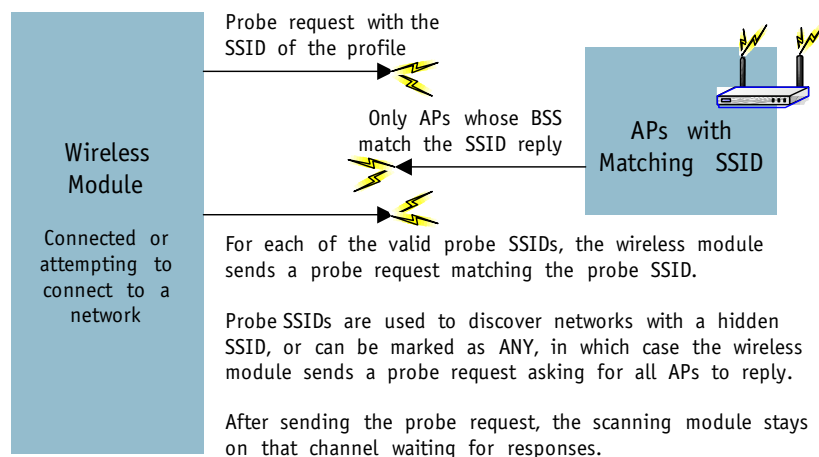 Probe request with the
SSID of the profile
Only APs whose BSS
match the SSID reply
APs with
Matching SSID
Wireless
Module
Connected or
attempting to
connect to a
network
For each of the valid probe SSIDs, the wireless module
sends a probe request matching the probe SSID.
Probe SSIDs are used to discover networks with a hidden
SSID, or can be marked as ANY, in which case the wireless
module sends a probe request asking for all APs to reply.
After sending the probe request, the scanning module stays
on that channel waiting for responses.